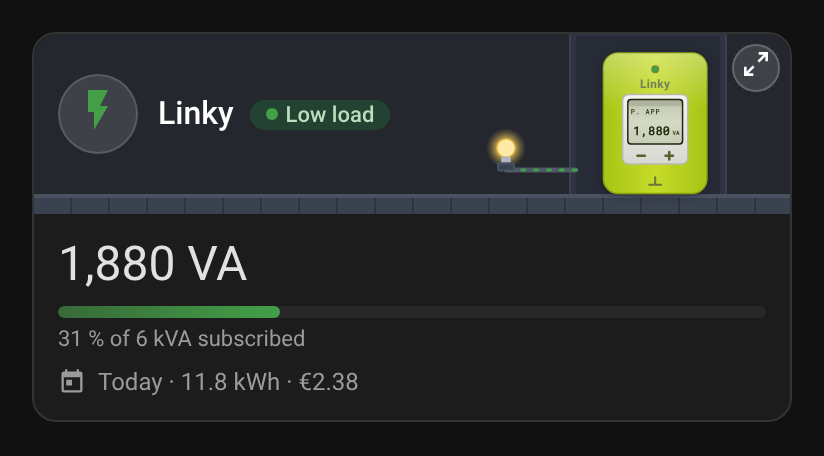 Linky
Low load
Linky
P. APP
1,880 VA
− +
1,880 VA
31 % of 6 kVA subscribed
Today · 11.8 kWh · €2.38